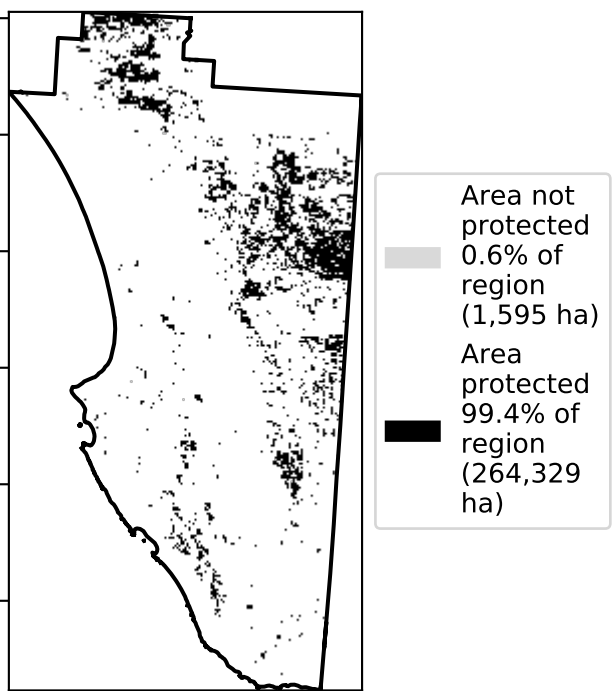 Area not
protected
0.6% of
region
(1,595 ha)
Area
protected
99.4% of
region
(264,329
ha)